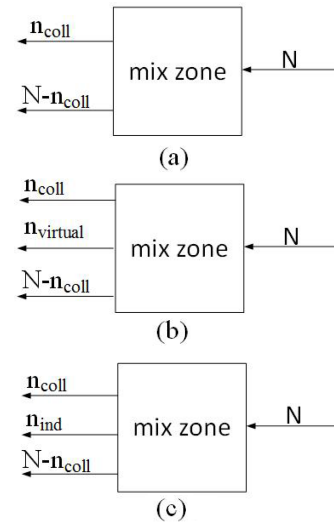 n_coll
mix zone
N
N-n_coll
(a)
n_coll
n_virtual
mix zone
N
N-n_coll
(b)
n_coll
n_ind
mix zone
N
N-n_coll
(c)